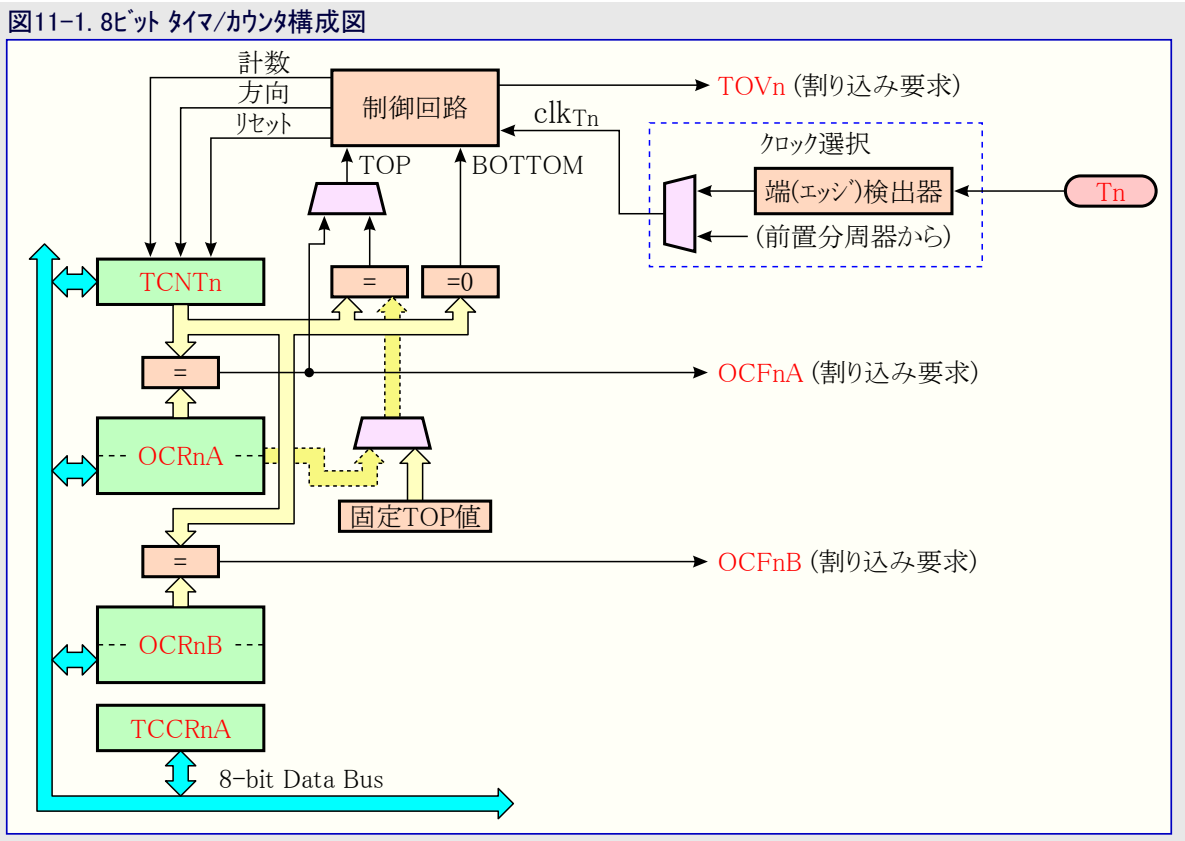 図11-1. 8ﾋﾞｯﾄ ﾀｲﾏ/ｶｳﾝﾀ構成図
計数
方向
ﾘｾｯﾄ
制御回路
TOVn (割り込み要求)
clkTn
TOP
BOTTOM
ｸﾛｯｸ選択
端(ｴｯｼﾞ)検出器
Tn
(前置分周器から)
TCNTn
=
=0
=
OCFnA (割り込み要求)
OCRnA
固定TOP値
=
OCFnB (割り込み要求)
OCRnB
TCCRnA
8-bit Data Bus